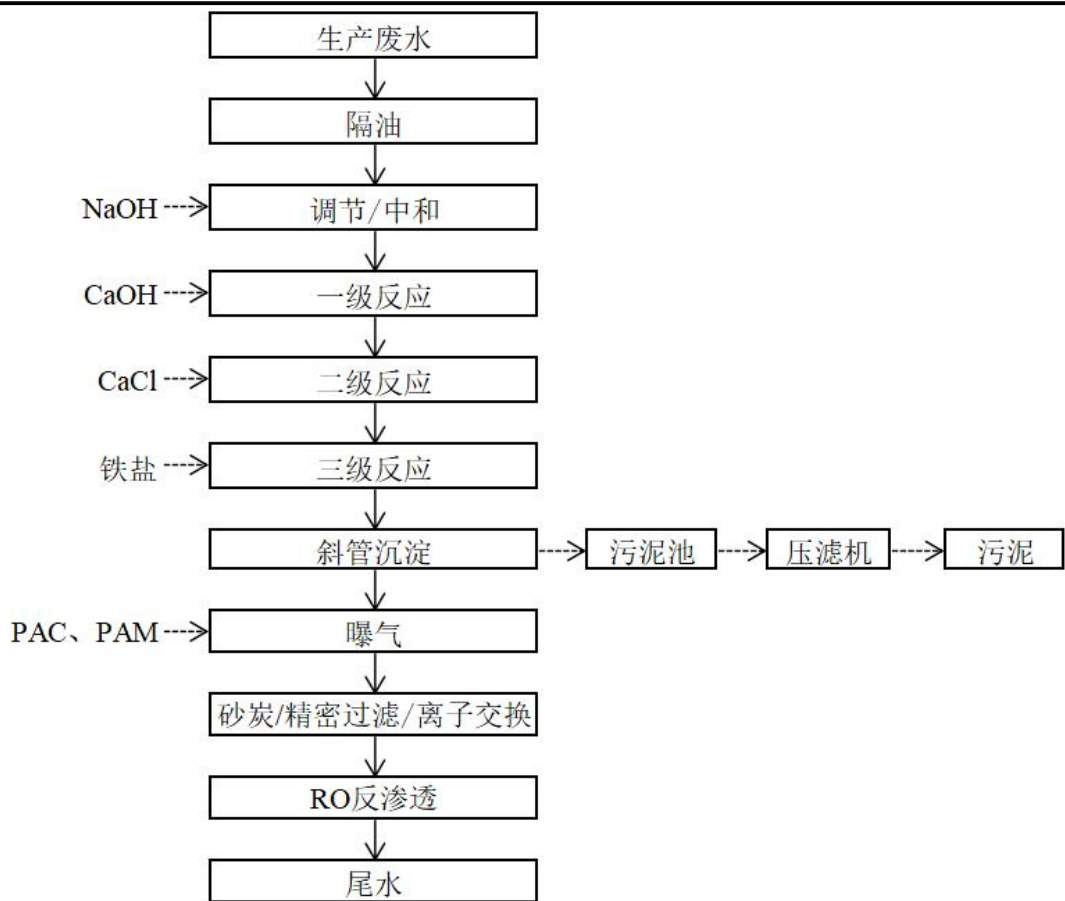 生产废水
隔油
NaOH
调节/中和
CaOH
一级反应
CaCl
二级反应
铁盐
三级反应
斜管沉淀
污泥池
压滤机
污泥
PAC、PAM
曝气
砂炭/精密过滤/离子交换
RO反渗透
尾水